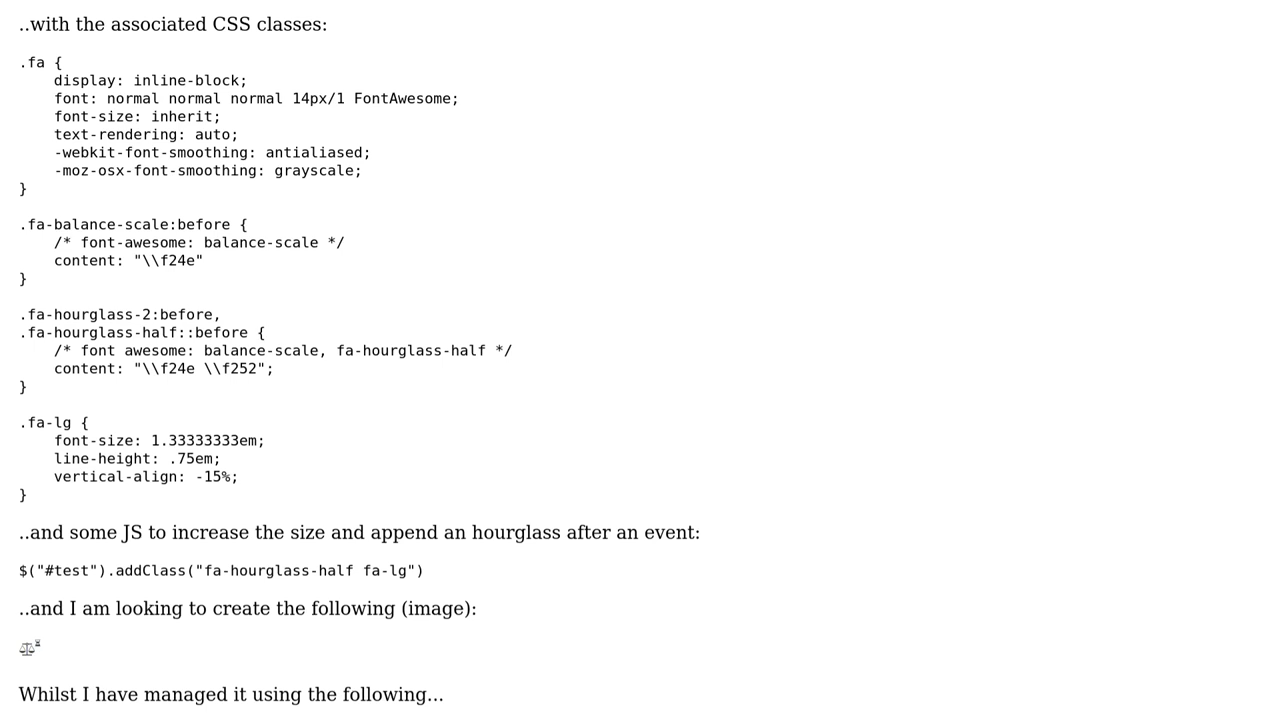 ..with the associated CSS classes:
.fa {
    display: inline-block;
    font: normal normal normal 14px/1 FontAwesome;
    font-size: inherit;
    text-rendering: auto;
    -webkit-font-smoothing: antialiased;
    -moz-osx-font-smoothing: grayscale;
}
.fa-balance-scale:before {
    /* font-awesome: balance-scale */
    content: "\\f24e"
}
.fa-hourglass-2:before,
.fa-hourglass-half::before {
    /* font awesome: balance-scale, fa-hourglass-half */
    content: "\\f24e \\f252";
}
.fa-lg {
    font-size: 1.33333333em;
    line-height: .75em;
    vertical-align: -15%;
}
..and some JS to increase the size and append an hourglass after an event:
$("#test").addClass("fa-hourglass-half fa-lg")
..and I am looking to create the following (image):
Whilst I have managed it using the following...